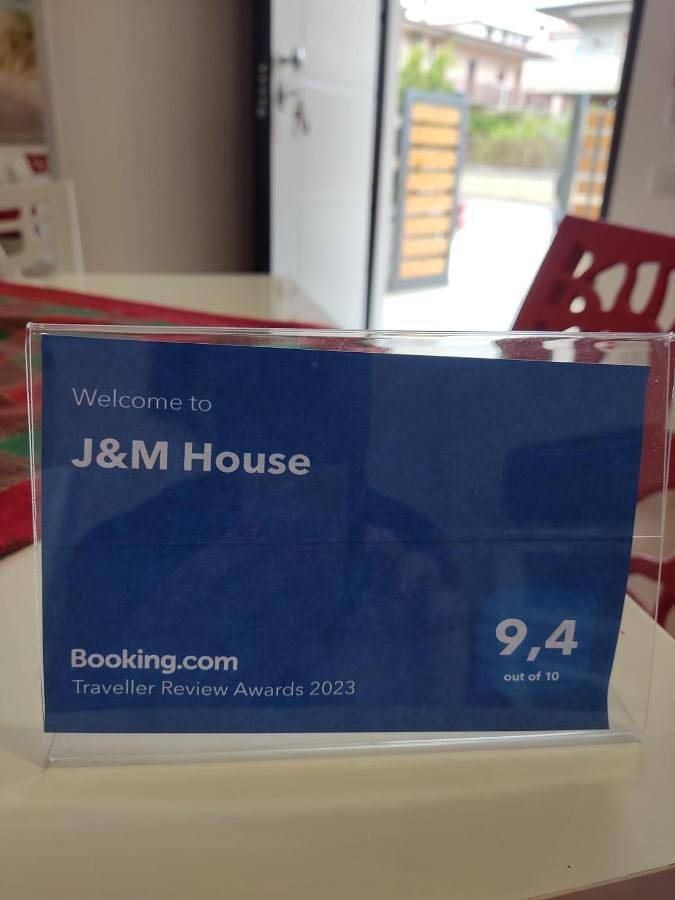 Welcome to
J&M House
Booking.com
Traveller Review Awards 2023
9,4
out of 10